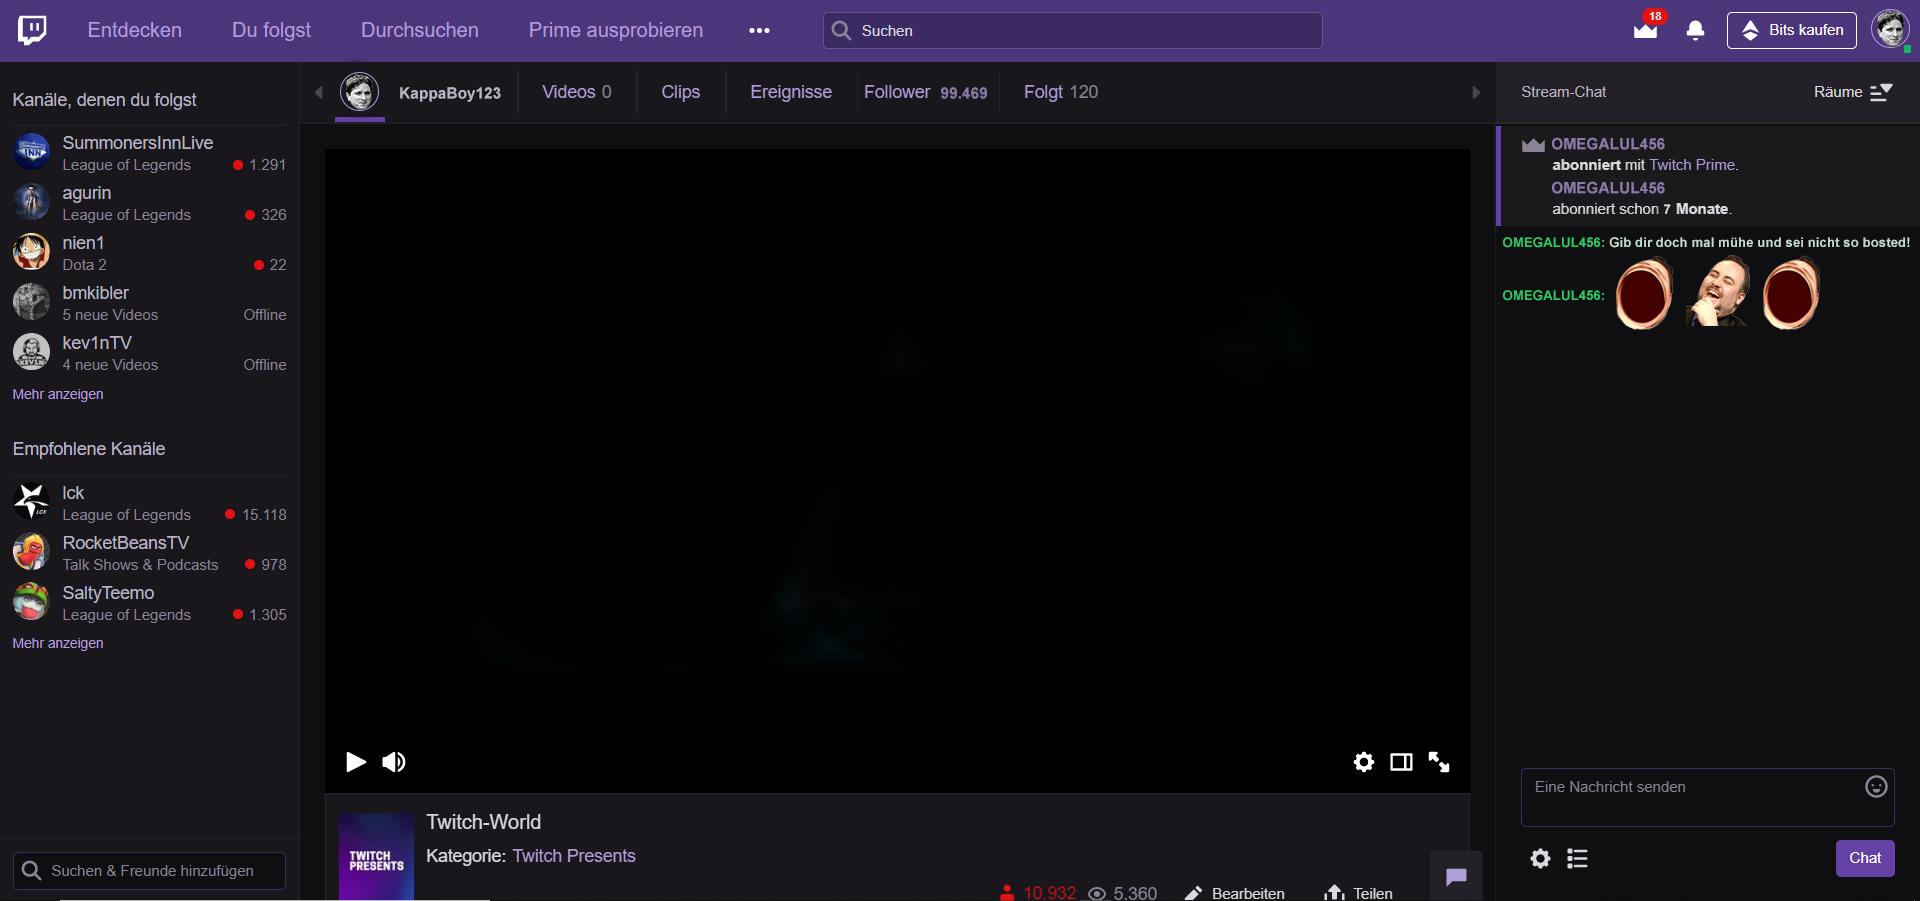 Entdecken
Du folgst
Durchsuchen
Prime ausprobieren
Suchen
18
Bits kaufen
Kanäle, denen du folgst
SummonersInnLive
League of Legends 1.291
agurin
League of Legends 326
nien1
Dota 2 22
bmkibler
5 neue Videos Offline
kev1nTV
4 neue Videos Offline
Mehr anzeigen
Empfohlene Kanäle
lck
League of Legends 15.118
RocketBeansTV
Talk Shows & Podcasts 978
SaltyTeemo
League of Legends 1.305
Mehr anzeigen
Suchen & Freunde hinzufügen
KappaBoy123
Videos 0
Clips
Ereignisse
Follower 99.469
Folgt 120
Twitch-World
Kategorie: Twitch Presents
TWITCH
PRESENTS
10.932
5.360
Bearbeiten
Teilen
Stream-Chat
Räume
OMEGALUL456
abonniert mit Twitch Prime.
OMEGALUL456
abonniert schon 7 Monate.
OMEGALUL456: Gib dir doch mal mühe und sei nicht so bosted!
OMEGALUL456:
Eine Nachricht senden
Chat